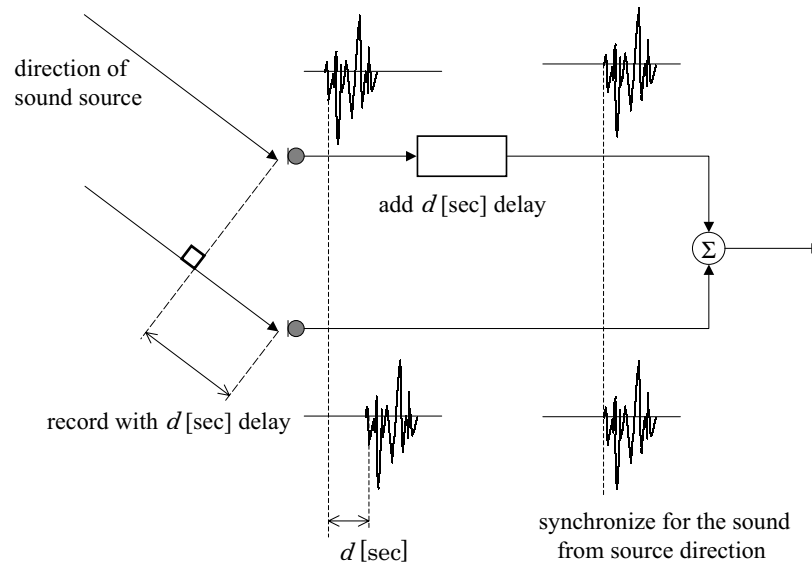 direction of
sound source
add d [sec] delay
Σ
record with d [sec] delay
d [sec]
synchronize for the sound
from source direction